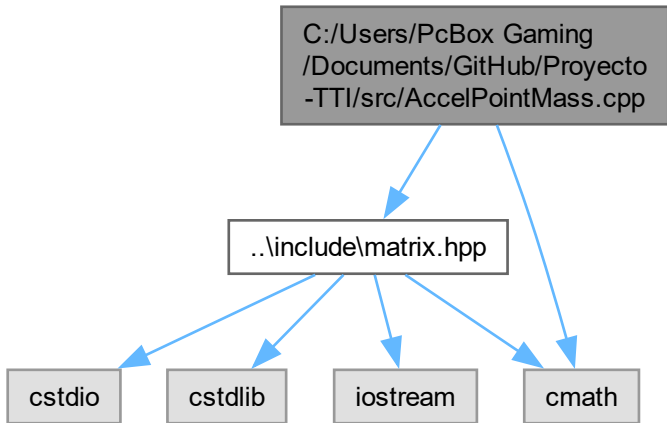 C:/Users/PcBox Gaming
/Documents/GitHub/Proyecto
-TTI/src/AccelPointMass.cpp
..\include\matrix.hpp
cstdio
cstdlib
iostream
cmath